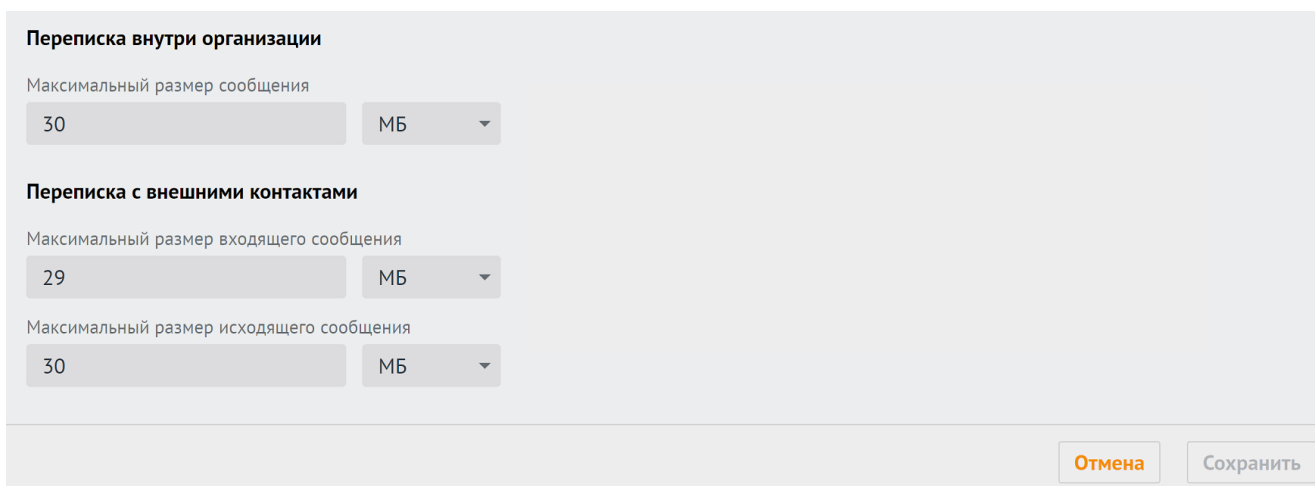 Переписка внутри организации
Максимальный размер сообщения
30 МБ
Переписка с внешними контактами
Максимальный размер входящего сообщения
29 МБ
Максимальный размер исходящего сообщения
30 МБ
Отмена Сохранить